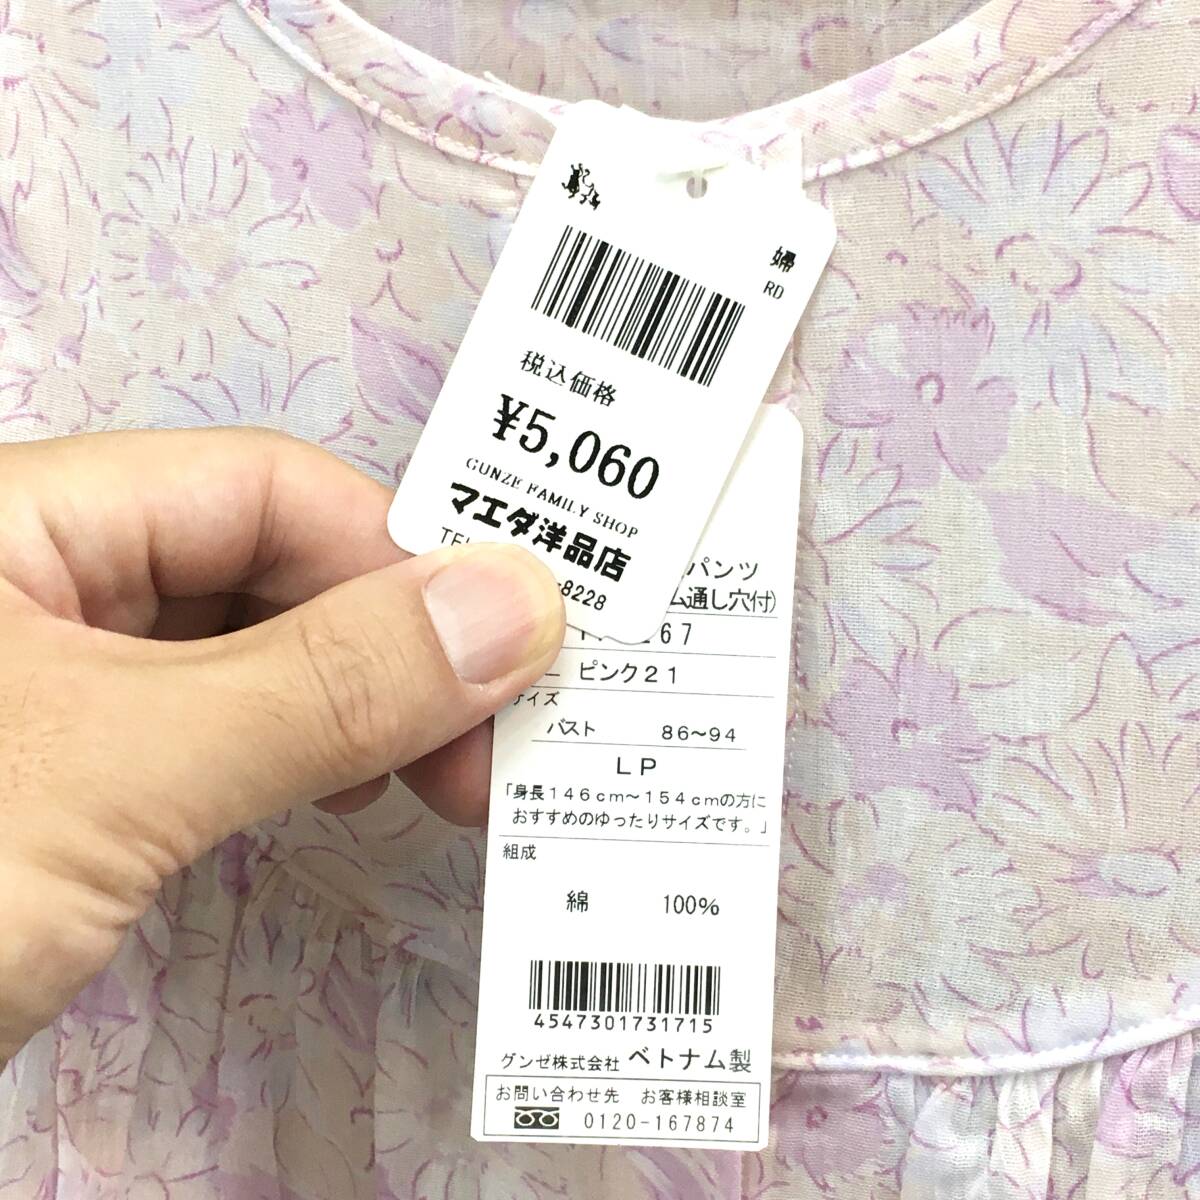 婦
RD
税込価格
¥5,060
GUNZE FAMILY SHOP
マエダ洋品店
TEL
-8228
パンツ
ム通し穴付)
67
ピンク21
サイズ
バスト 86~94
LP
「身長146cm~154cmの方に
おすすめのゆったりサイズです。」
組成
綿 100%
4547301731715
グンゼ株式会社 ベトナム製
お問い合わせ先 お客様相談室
0120-167874